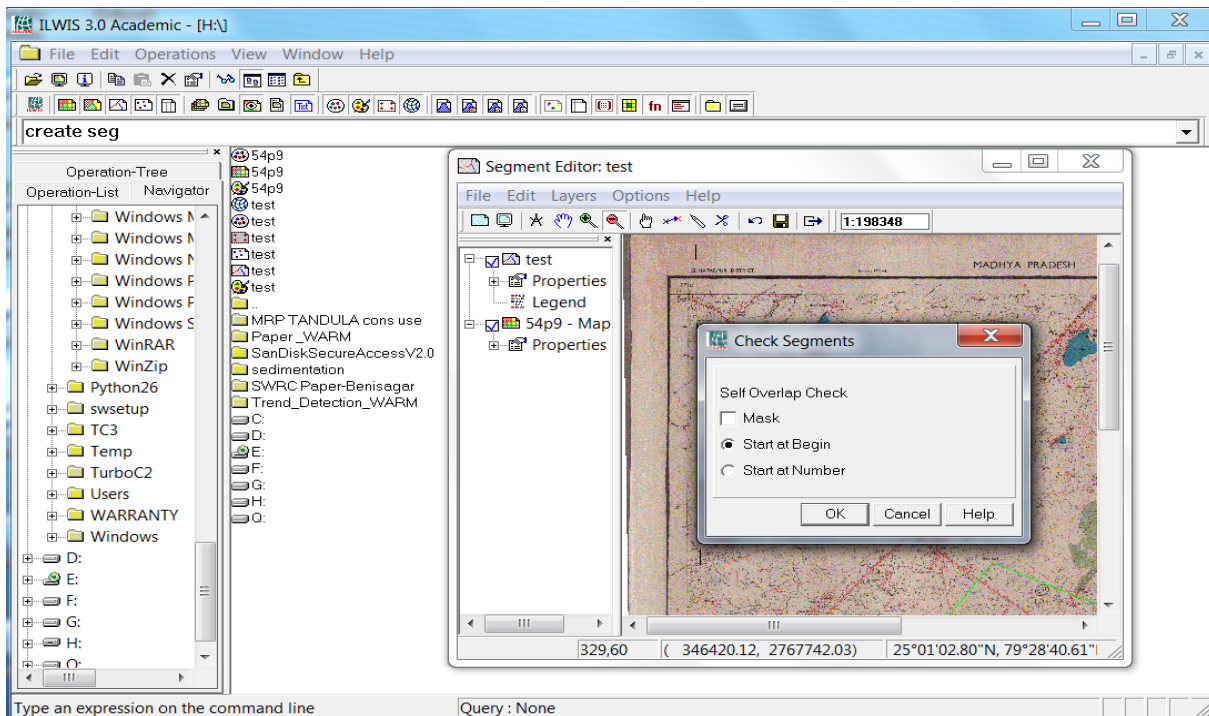 ILWIS 3.0 Academic - [H:\]
File Edit Operations View Window Help
create seg
Operation-Tree
Operation-List Navigator
Windows N
Windows N
Windows N
Windows F
Windows P
Windows S
WinRAR
WinZip
Python26
swsetup
TC3
Temp
TurboC2
Users
WARRANTY
Windows
D:
E:
F:
G:
H:
Q:
54p9
54p9
54p9
test
test
test
test
test
test
..
MRP TANDULA cons use
Paper _WARM
SanDiskSecureAccessV2.0
sedimentation
SWRC Paper-Benisagar
Trend_Detection_WARM
C:
D:
E:
F:
G:
H:
Q:
Segment Editor: test
File Edit Layers Options Help
1:198348
test
Properties
Legend
54p9 - Map
Properties
MADHYA PRADESH
Check Segments
Self Overlap Check
Mask
Start at Begin
Start at Number
OK Cancel Help
329,60 ( 346420.12, 2767742.03) 25°01'02.80"N, 79°28'40.61"
Type an expression on the command line Query : None